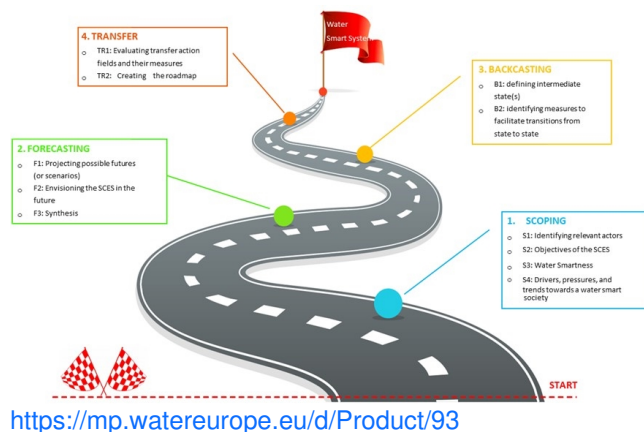 Water
Smart System
4. TRANSFER
o TR1: Evaluating transfer action
fields and their measures
o TR2: Creating the roadmap
3. BACKCASTING
o B1: defining intermediate
state(s)
o B2: identifying measures to
facilitate transitions from
state to state
2. FORECASTING
o F1: Projecting possible futures
(or scenarios)
o F2: Envisioning the SCES in the
future
o F3: Synthesis
1. SCOPING
o S1: Identifying relevant actors
o S2: Objectives of the SCES
o S3: Water Smartness
o S4: Drivers, pressures, and
trends towards a water smart
society
START
https://mp.watereurope.eu/d/Product/93